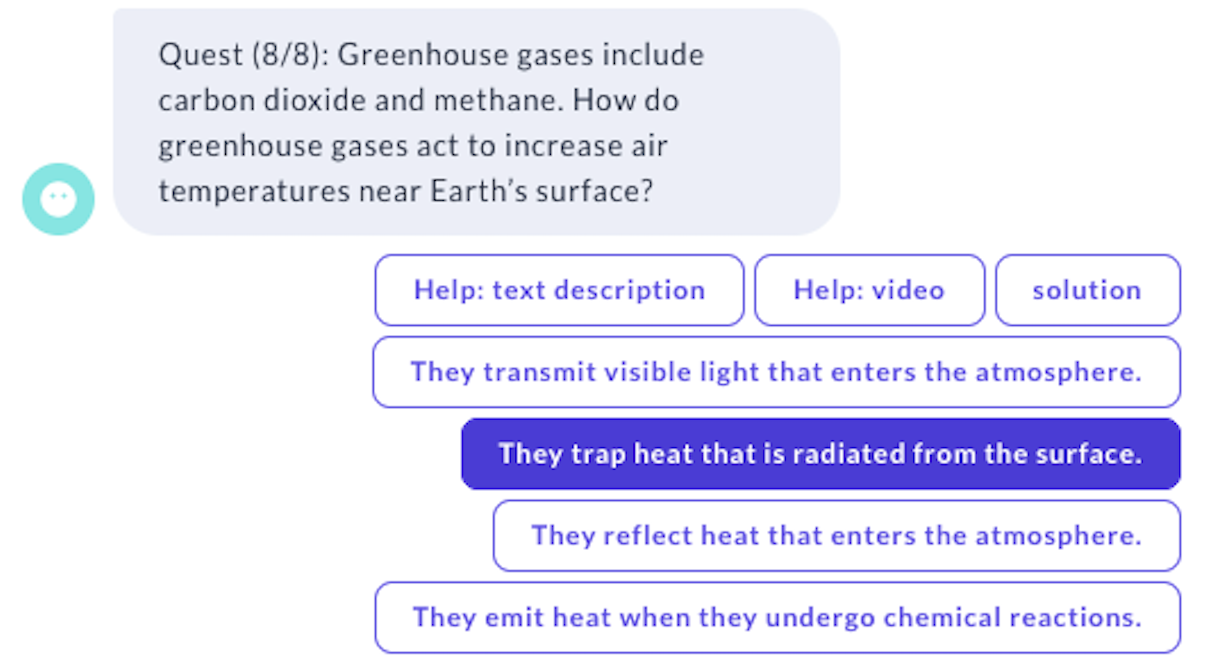 Quest (8/8): Greenhouse gases include
carbon dioxide and methane. How do
greenhouse gases act to increase air
temperatures near Earth’s surface?
Help: text description
Help: video
solution
They transmit visible light that enters the atmosphere.
They trap heat that is radiated from the surface.
They reflect heat that enters the atmosphere.
They emit heat when they undergo chemical reactions.